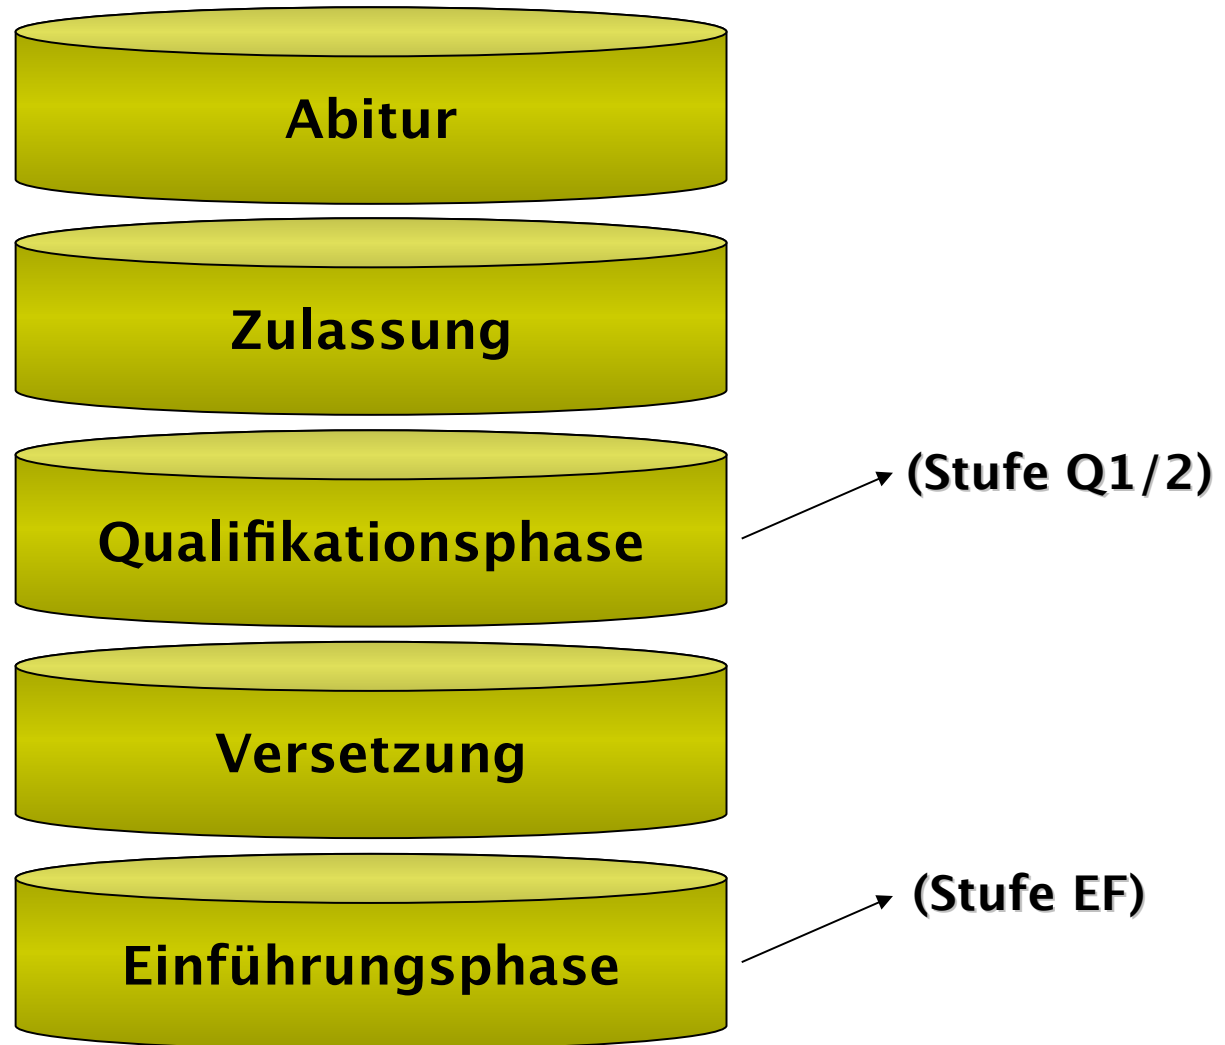 Abitur
Zulassung
Qualifikationsphase
(Stufe Q1/2)
Versetzung
Einführungsphase
(Stufe EF)